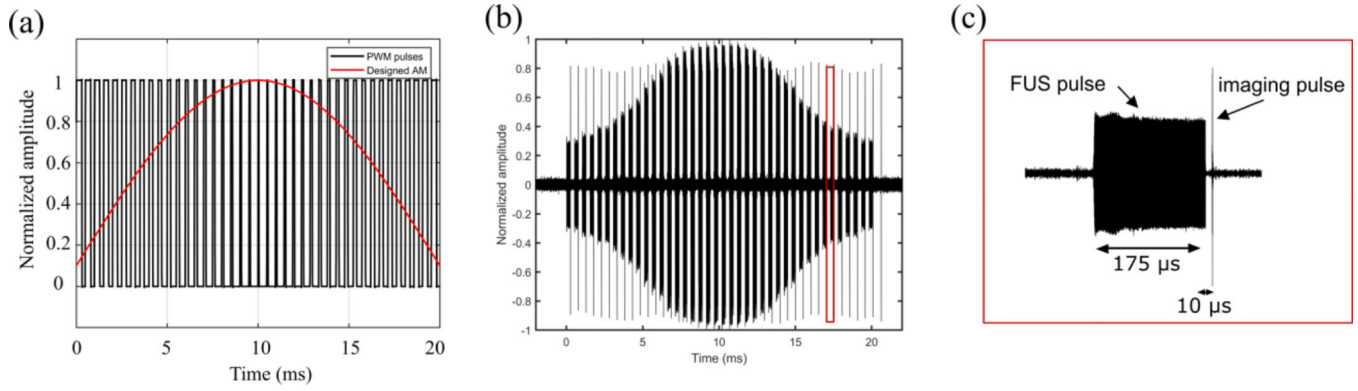 (a)
Normalized amplitude
1
0.8
0.6
0.4
0.2
0
PWM pulses
Designed AM
0
5
10
15
20
Time (ms)
(b)
Normalized amplitude
1
0.8
0.6
0.4
0.2
0
-0.2
-0.4
-0.6
-0.8
-1
0
5
10
15
20
Time (ms)
(c)
FUS pulse
imaging pulse
175 µs
10 µs